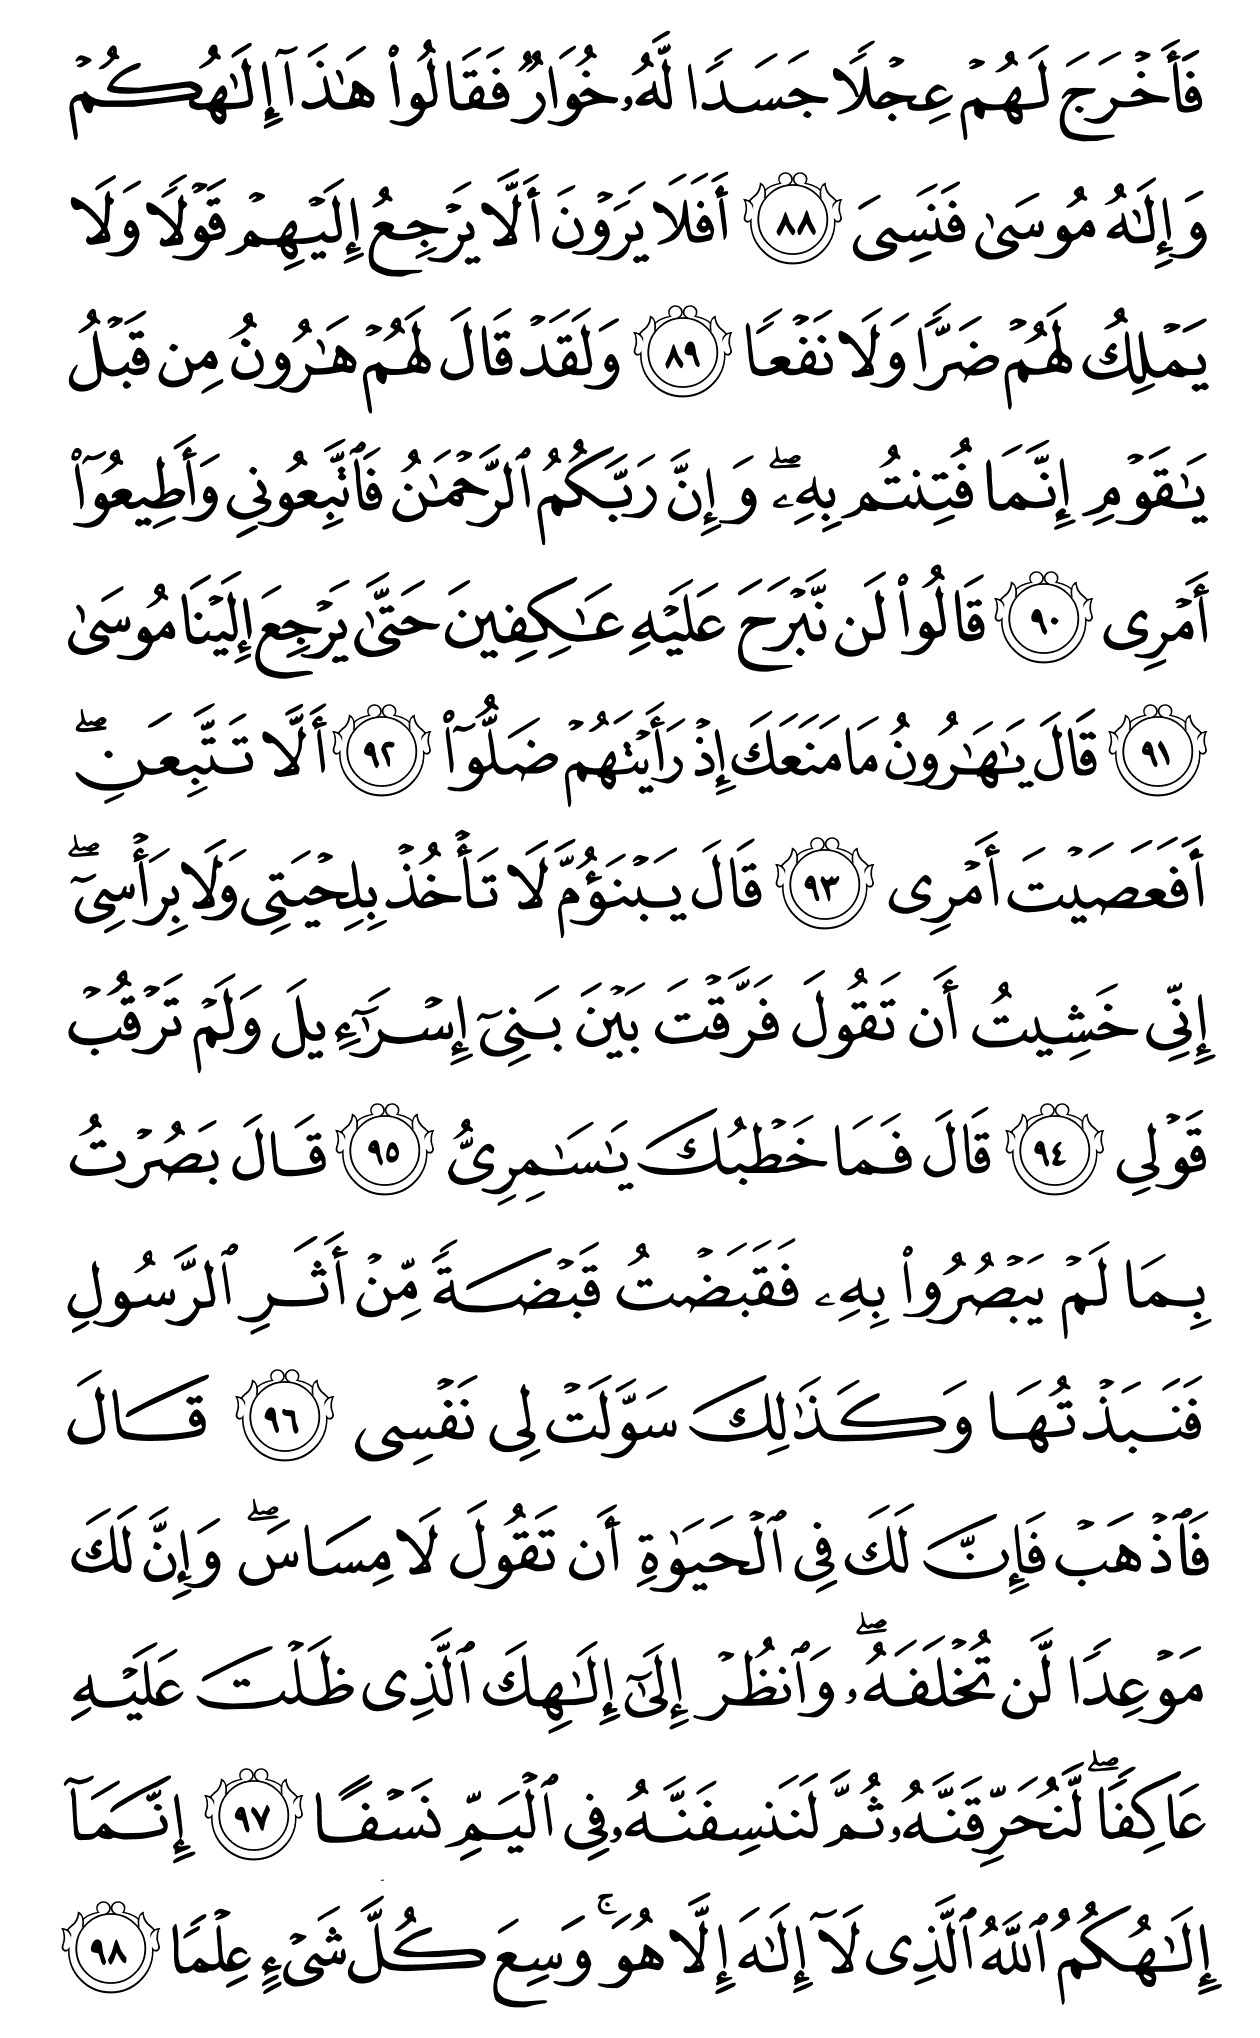 فَأَخۡرَجَ لَهُمۡ عِجۡلٗا جَسَدٗا لَّهُۥ خُوَارٞ فَقَالُواْ هَٰذَآ إِلَٰهُكُمۡ
وَإِلَٰهُ مُوسَىٰ فَنَسِيَ ٨٨ أَفَلَا يَرَوۡنَ أَلَّا يَرۡجِعُ إِلَيۡهِمۡ قَوۡلٗا وَلَا
يَمۡلِكُ لَهُمۡ ضَرّٗا وَلَا نَفۡعٗا ٨٩ وَلَقَدۡ قَالَ لَهُمۡ هَٰرُونُ مِن قَبۡلُ
يَٰقَوۡمِ إِنَّمَا فُتِنتُم بِهِۦۖ وَإِنَّ رَبَّكُمُ ٱلرَّحۡمَٰنُ فَٱتَّبِعُونِي وَأَطِيعُوٓاْ
أَمۡرِي ٩٠ قَالُواْ لَن نَّبۡرَحَ عَلَيۡهِ عَٰكِفِينَ حَتَّىٰ يَرۡجِعَ إِلَيۡنَا مُوسَىٰ
٩١ قَالَ يَٰهَٰرُونُ مَا مَنَعَكَ إِذۡ رَأَيۡتَهُمۡ ضَلُّوٓاْ ٩٢ أَلَّا تَتَّبِعَنِۖ
أَفَعَصَيۡتَ أَمۡرِي ٩٣ قَالَ يَبۡنَؤُمَّ لَا تَأۡخُذۡ بِلِحۡيَتِي وَلَا بِرَأۡسِيٓۖ
إِنِّي خَشِيتُ أَن تَقُولَ فَرَّقۡتَ بَيۡنَ بَنِيٓ إِسۡرَٰٓءِيلَ وَلَمۡ تَرۡقُبۡ
قَوۡلِي ٩٤ قَالَ فَمَا خَطۡبُكَ يَٰسَٰمِرِيُّ ٩٥ قَالَ بَصُرۡتُ
بِمَا لَمۡ يَبۡصُرُواْ بِهِۦ فَقَبَضۡتُ قَبۡضَةٗ مِّنۡ أَثَرِ ٱلرَّسُولِ
فَنَبَذۡتُهَا وَكَذَٰلِكَ سَوَّلَتۡ لِي نَفۡسِي ٩٦ قَالَ
فَٱذۡهَبۡ فَإِنَّ لَكَ فِي ٱلۡحَيَوٰةِ أَن تَقُولَ لَا مِسَاسَۖ وَإِنَّ لَكَ
مَوۡعِدٗا لَّن تُخۡلَفَهُۥۖ وَٱنظُرۡ إِلَىٰٓ إِلَٰهِكَ ٱلَّذِي ظَلۡتَ عَلَيۡهِ
عَاكِفٗاۖ لَّنُحَرِّقَنَّهُۥ ثُمَّ لَنَنسِفَنَّهُۥ فِي ٱلۡيَمِّ نَسۡفًا ٩٧ إِنَّمَآ
إِلَٰهُكُمُ ٱللَّهُ ٱلَّذِي لَآ إِلَٰهَ إِلَّا هُوَۚ وَسِعَ كُلَّ شَيۡءٍ عِلۡمٗا ٩٨